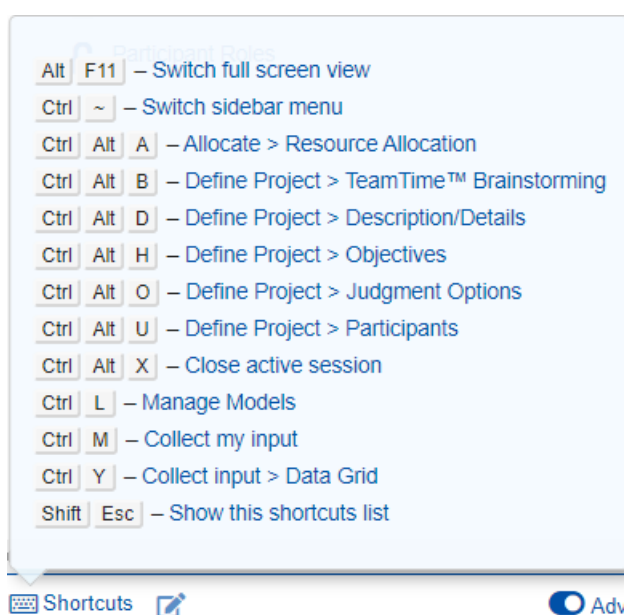 Participant Roles
Alt F11 – Switch full screen view
Ctrl ~ – Switch sidebar menu
Ctrl Alt A – Allocate > Resource Allocation
Ctrl Alt B – Define Project > TeamTime™ Brainstorming
Ctrl Alt D – Define Project > Description/Details
Ctrl Alt H – Define Project > Objectives
Ctrl Alt O – Define Project > Judgment Options
Ctrl Alt U – Define Project > Participants
Ctrl Alt X – Close active session
Ctrl L – Manage Models
Ctrl M – Collect my input
Ctrl Y – Collect input > Data Grid
Shift Esc – Show this shortcuts list
Shortcuts Adv